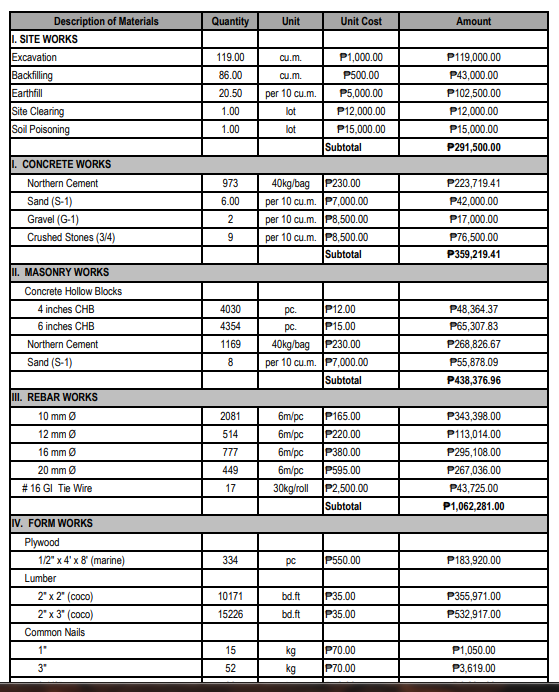 Description of Materials Quantity Unit Unit Cost Amount
I. SITE WORKS
Excavation 119.00 cu.m. ₱1,000.00 ₱119,000.00
Backfilling 86.00 cu.m. ₱500.00 ₱43,000.00
Earthfill 20.50 per 10 cu.m. ₱5,000.00 ₱102,500.00
Site Clearing 1.00 lot ₱12,000.00 ₱12,000.00
Soil Poisoning 1.00 lot ₱15,000.00 ₱15,000.00
Subtotal ₱291,500.00
I. CONCRETE WORKS
Northern Cement 973 40kg/bag ₱230.00 ₱223,719.41
Sand (S-1) 6.00 per 10 cu.m. ₱7,000.00 ₱42,000.00
Gravel (G-1) 2 per 10 cu.m. ₱8,500.00 ₱17,000.00
Crushed Stones (3/4) 9 per 10 cu.m. ₱8,500.00 ₱76,500.00
Subtotal ₱359,219.41
II. MASONRY WORKS
Concrete Hollow Blocks
4 inches CHB 4030 pc. ₱12.00 ₱48,364.37
6 inches CHB 4354 pc. ₱15.00 ₱65,307.83
Northern Cement 1169 40kg/bag ₱230.00 ₱268,826.67
Sand (S-1) 8 per 10 cu.m. ₱7,000.00 ₱55,878.09
Subtotal ₱438,376.96
III. REBAR WORKS
10 mm Ø 2081 6m/pc ₱165.00 ₱343,398.00
12 mm Ø 514 6m/pc ₱220.00 ₱113,014.00
16 mm Ø 777 6m/pc ₱380.00 ₱295,108.00
20 mm Ø 449 6m/pc ₱595.00 ₱267,036.00
# 16 GI Tie Wire 17 30kg/roll ₱2,500.00 ₱43,725.00
Subtotal ₱1,062,281.00
IV. FORM WORKS
Plywood
1/2" x 4' x 8' (marine) 334 pc ₱550.00 ₱183,920.00
Lumber
2" x 2" (coco) 10171 bd.ft ₱35.00 ₱355,971.00
2" x 3" (coco) 15226 bd.ft ₱35.00 ₱532,917.00
Common Nails
1" 15 kg ₱70.00 ₱1,050.00
3" 52 kg ₱70.00 ₱3,619.00